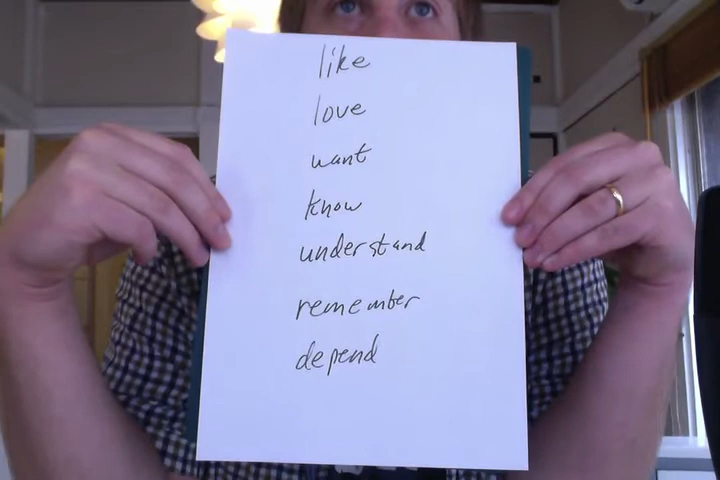 like
love
want
know
understand
remember
depend